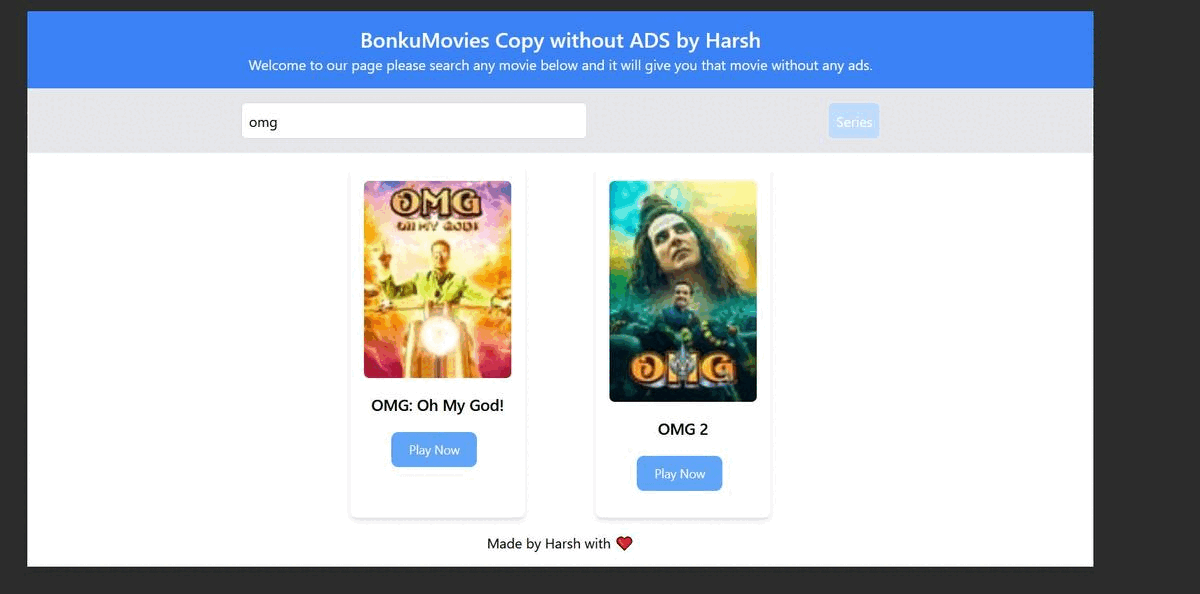 BonkuMovies Copy without ADS by Harsh
Welcome to our page please search any movie below and it will give you that movie without any ads.
omg
Series
OMG
OH MY GOD!
OMG: Oh My God!
Play Now
OMG
OMG 2
Play Now
Made by Harsh with ❤️